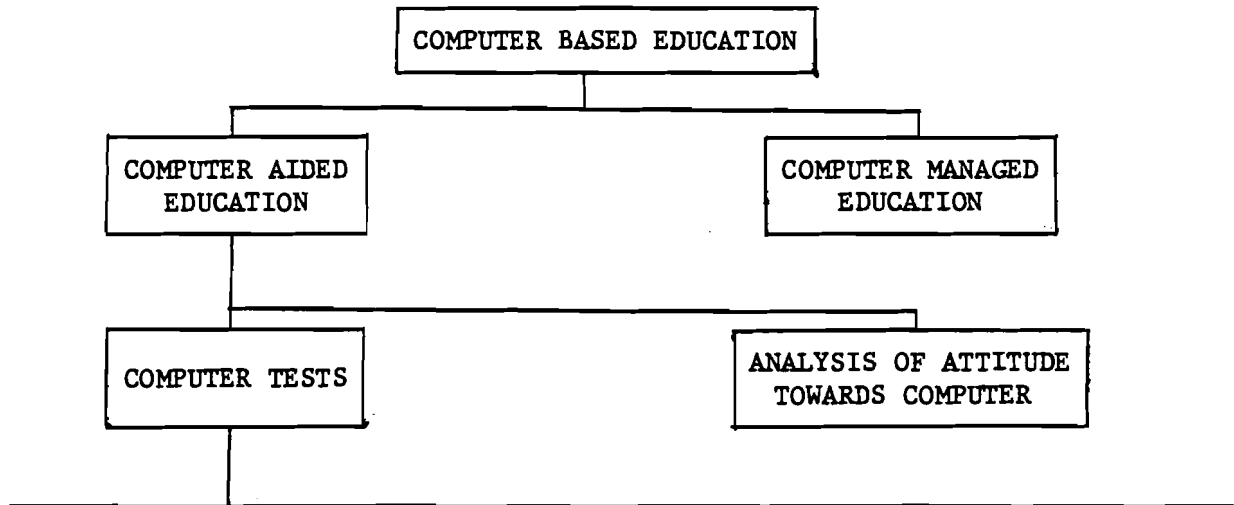 COMPUTER BASED EDUCATION
COMPUTER AIDED
EDUCATION
COMPUTER MANAGED
EDUCATION
COMPUTER TESTS
ANALYSIS OF ATTITUDE
TOWARDS COMPUTER